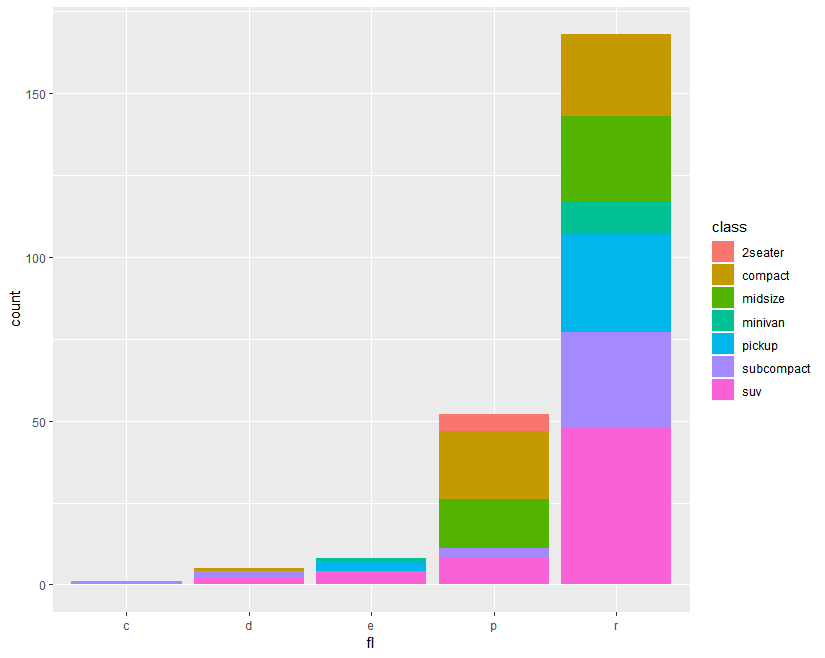 150
100
50
0
count
c d e p r
fl
class
2seater
compact
midsize
minivan
pickup
subcompact
suv